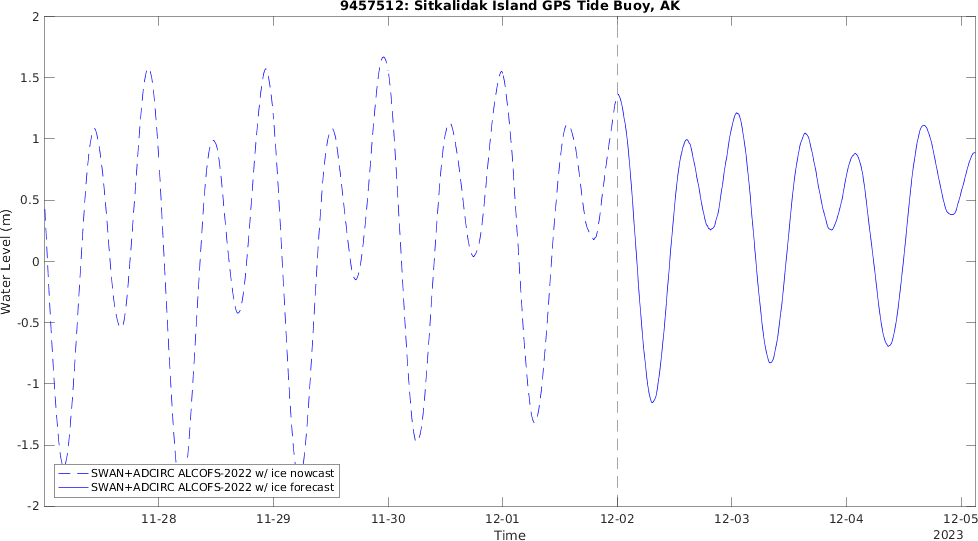 9457512: Sitkalidak Island GPS Tide Buoy, AK
2
1.5
1
0.5
0
-0.5
-1
-1.5
-2
Water Level (m)
SWAN+ADCIRC ALCOFS-2022 w/ ice nowcast
SWAN+ADCIRC ALCOFS-2022 w/ ice forecast
11-28 11-29 11-30 12-01 12-02 12-03 12-04 12-05
Time
2023